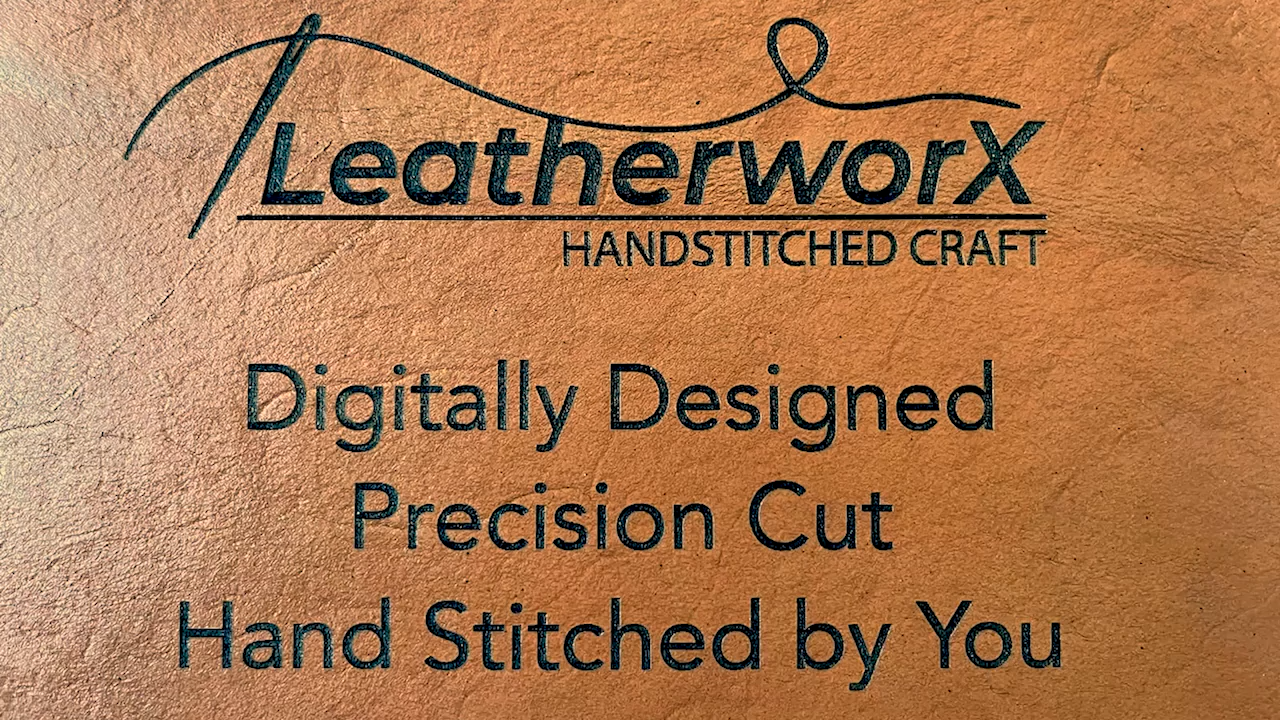 LeatherworX
HANDSTITCHED CRAFT
Digitally Designed
Precision Cut
Hand Stitched by You